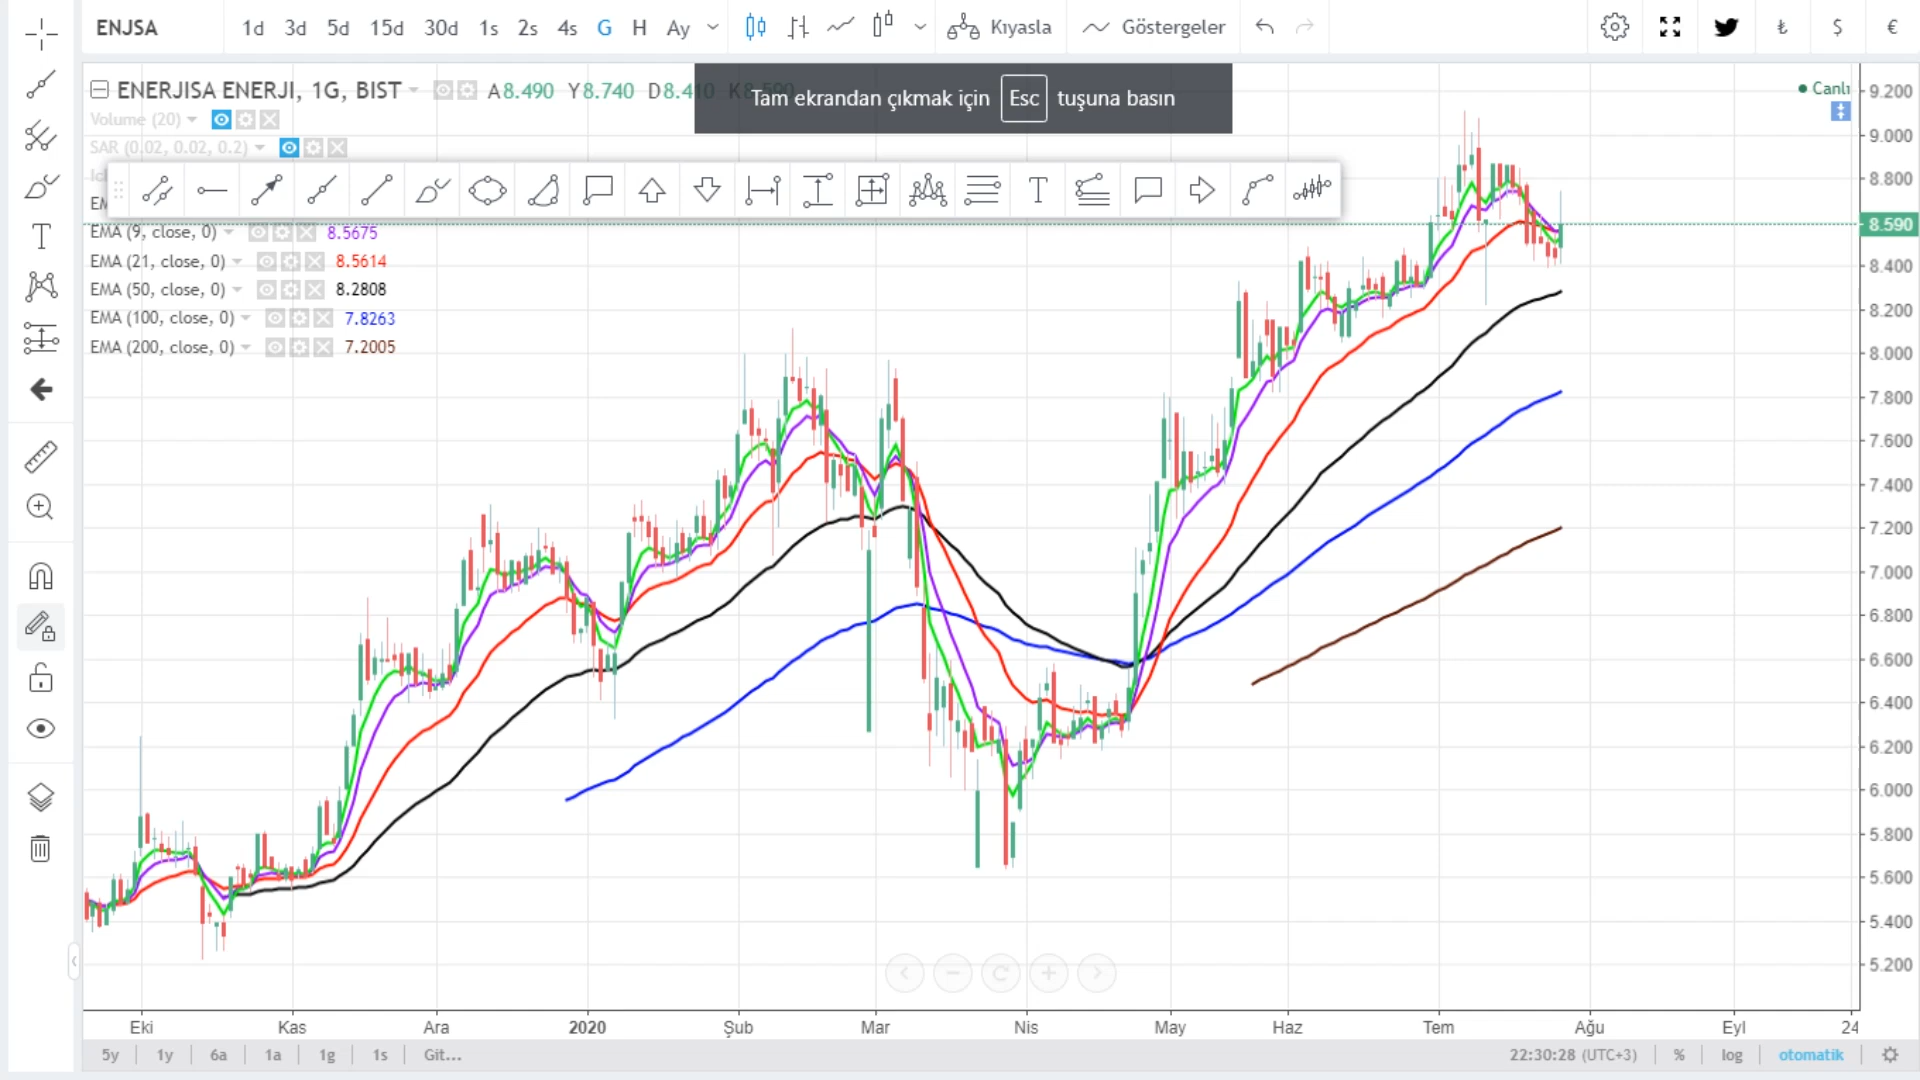 ENJSA 1d 3d 5d 15d 30d 1s 2s 4s G H Ay Kıyasla Göstergeler ₺ $ €
ENERJISA ENERJI, 1G, BIST A8.490 Y8.740 D8.410 K8.590
Tam ekrandan çıkmak için Esc tuşuna basın
Canlı
Volume (20)
SAR (0.02, 0.02, 0.2)
T
T
EMA (9, close, 0) 8.5675
EMA (21, close, 0) 8.5614
EMA (50, close, 0) 8.2808
EMA (100, close, 0) 7.8263
EMA (200, close, 0) 7.2005
9.200
9.000
8.800
8.590
8.400
8.200
8.000
7.800
7.600
7.400
7.200
7.000
6.800
6.600
6.400
6.200
6.000
5.800
5.600
5.400
5.200
Eki Kas Ara 2020 Şub Mar Nis May Haz Tem Ağu Eyl 24
5y 1y 6a 1a 1g 1s Git... 22:30:28 (UTC+3) % log otomatik